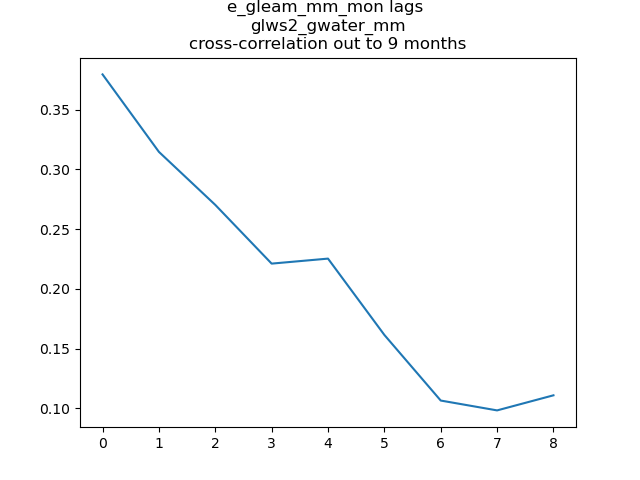 e_gleam_mm_mon lags
glws2_gwater_mm
cross-correlation out to 9 months
0.35
0.30
0.25
0.20
0.15
0.10
0 1 2 3 4 5 6 7 8